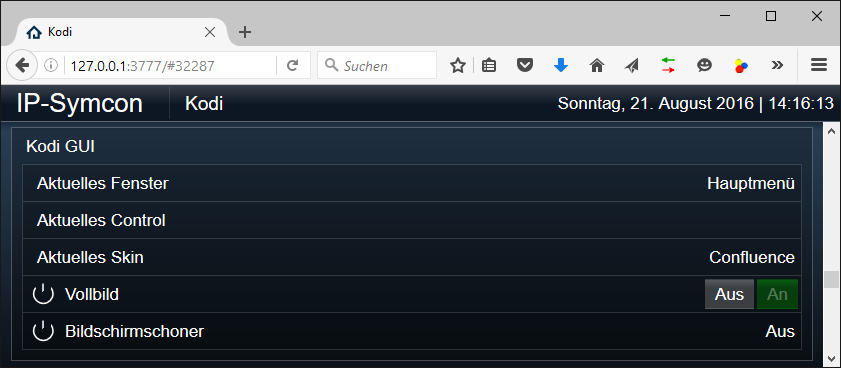 Kodi
127.0.0.1:3777/#32287
Suchen
IP-Symcon
Kodi
Sonntag, 21. August 2016 | 14:16:13
Kodi GUI
Aktuelles Fenster
Hauptmenü
Aktuelles Control
Aktuelles Skin
Confluence
Vollbild
Aus
An
Bildschirmschoner
Aus